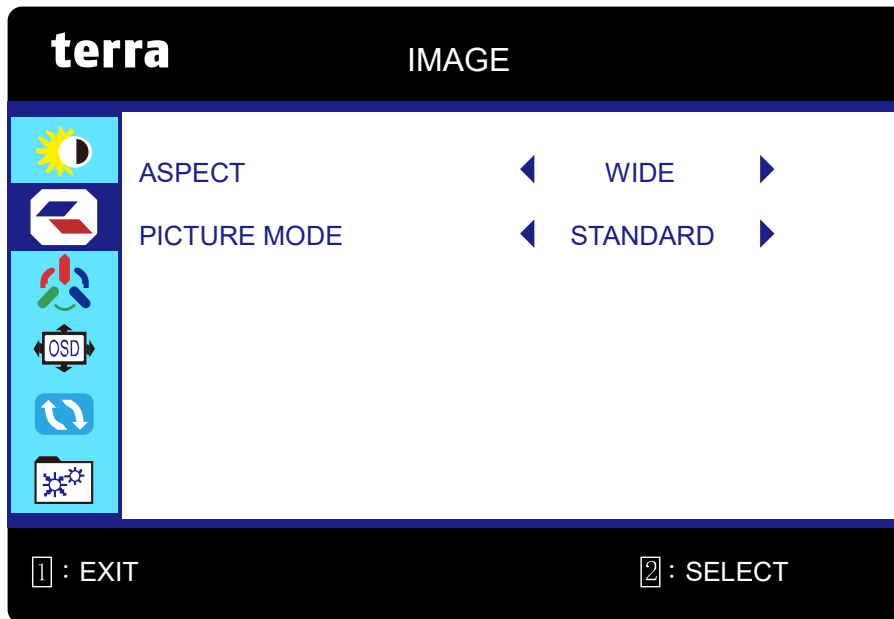 terra IMAGE
ASPECT WIDE
PICTURE MODE STANDARD
OSD
1 : EXIT 2 : SELECT